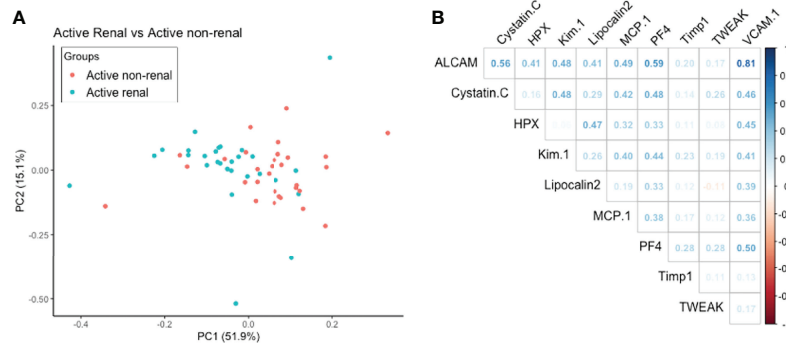 A
Active Renal vs Active non-renal
Groups
Active non-renal
Active renal
PC2 (15.1%)
0.25
0.00
-0.25
-0.50
-0.4
-0.2
0.0
0.2
PC1 (51.9%)
B
Cystatin.C HPX Kim.1 Lipocalin2 MCP.1 PF4 Timp1 TWEAK VCAM.1
ALCAM 0.56 0.41 0.48 0.41 0.49 0.59 0.20 0.17 0.81
Cystatin.C 0.16 0.48 0.29 0.42 0.48 0.14 0.26 0.46
HPX 0.47 0.32 0.33 0.11 0.45
Kim.1 0.26 0.40 0.44 0.23 0.19 0.41
Lipocalin2 0.19 0.33 0.12 -0.11 0.39
MCP.1 0.38 0.17 0.12 0.36
PF4 0.28 0.28 0.50
Timp1 0.11 0.13
TWEAK 0.17